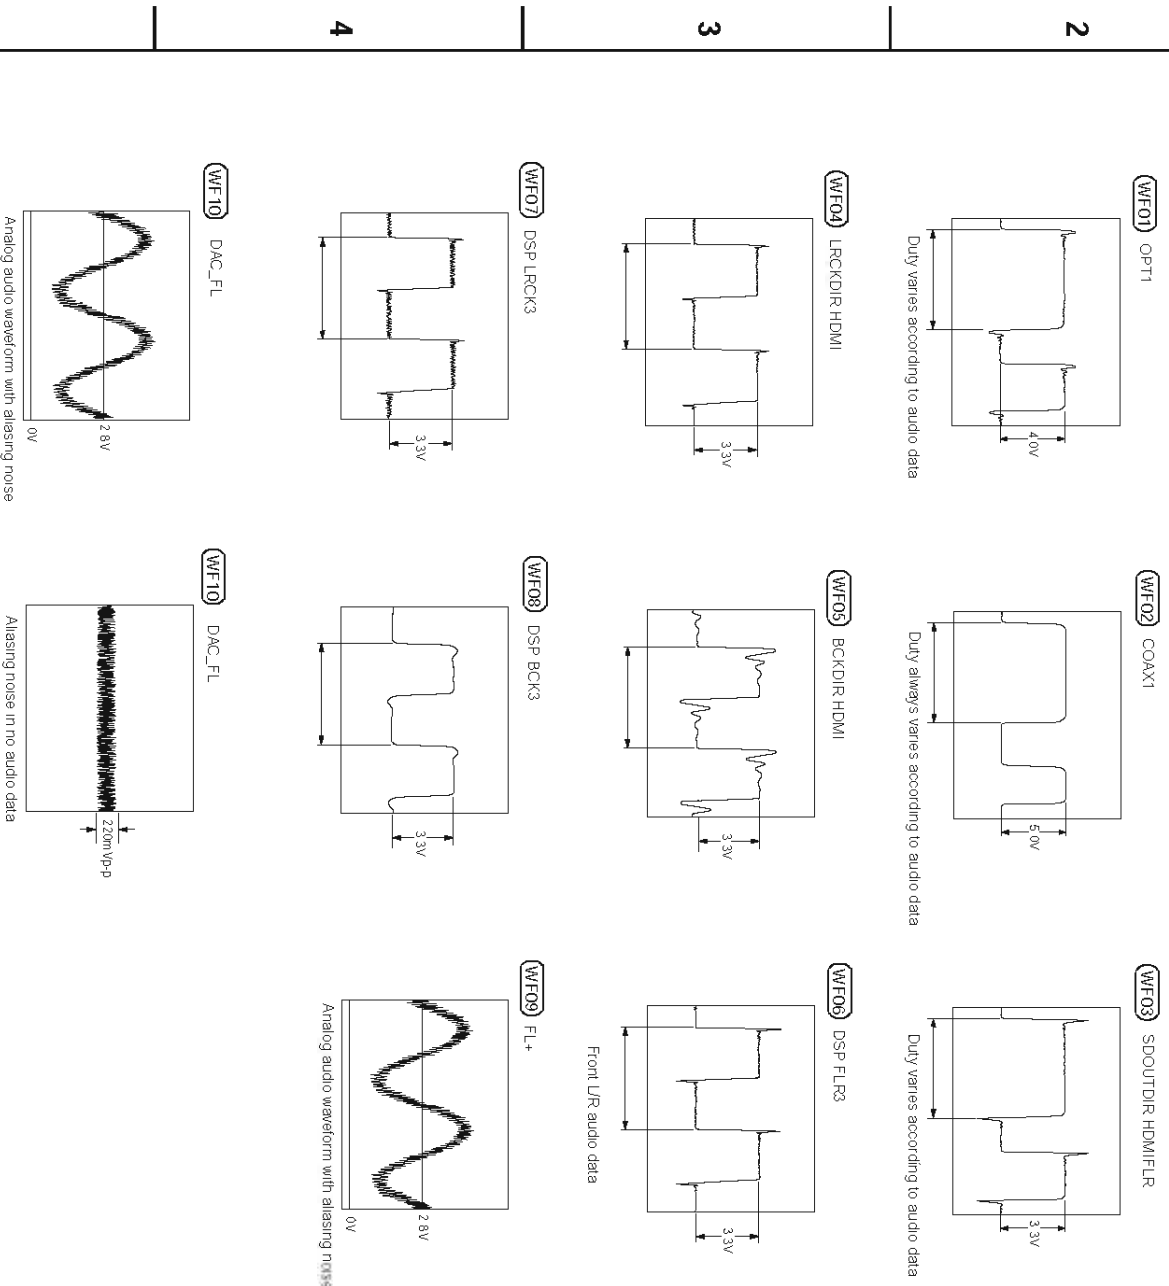 2
3
4
WF01 OPT1
4.0V
Duty varies according to audio data
WF02 COAX1
5.0V
Duty always varies according to audio data
WF03 SDOUTDIR HDMIFLR
3.3V
Duty varies according to audio data
WF04 LRCKDIR HDMI
3.3V
WF05 BCKDIR HDMI
3.3V
WF06 DSP FLR3
3.3V
Front L/R audio data
WF07 DSP LRCK3
3.3V
WF08 DSP BCK3
3.3V
WF09 FL+
2.8V
0V
Analog audio waveform with aliasing noise
WF10 DAC_FL
2.8V
0V
Analog audio waveform with aliasing noise
WF10 DAC_FL
220mVp-p
Aliasing noise in no audio data